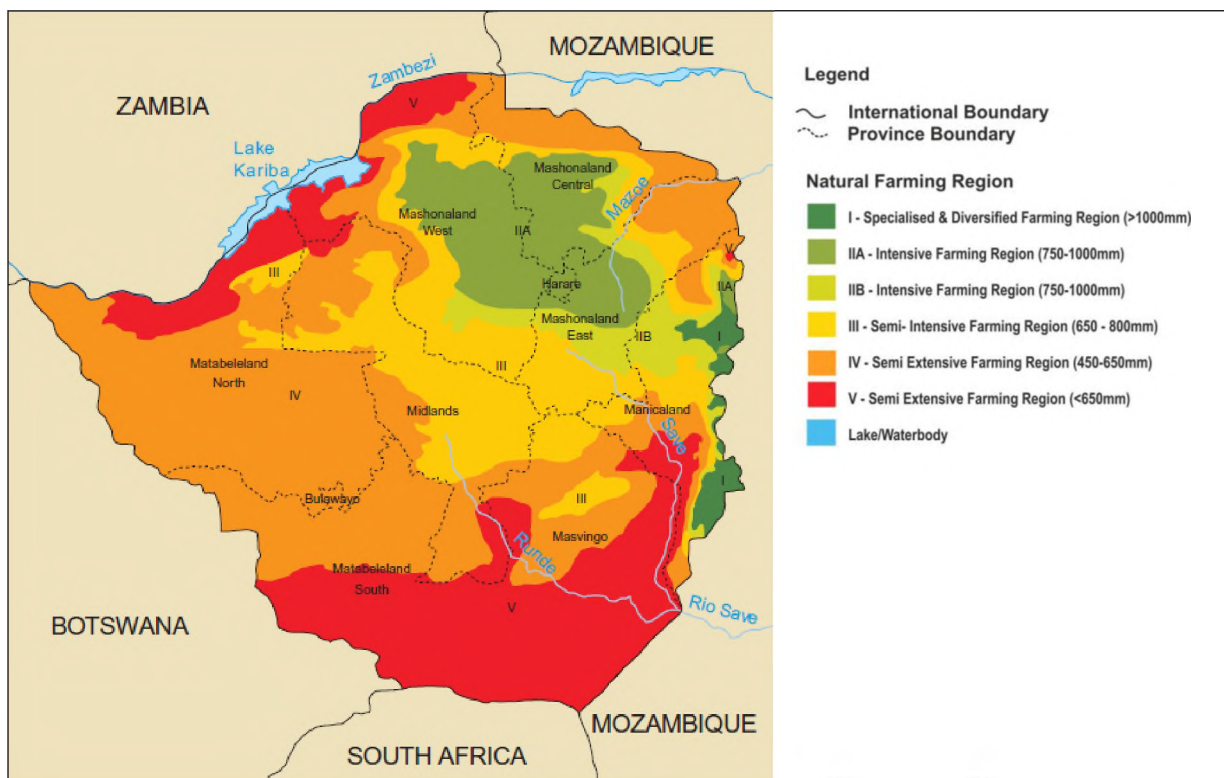 MOZAMBIQUE
Zambezi
ZAMBIA
V
Lake
Kariba
Mashonaland
Central
Mazoe
Mashonaland
West
IIA
V
III
IIA
Harare
Mashonaland
East
IIB
I
Matabeleland
North
III
IV
Midlands
Manicaland
Save
I
III
Bulawayo
Masvingo
Runde
Matabeleland
South
V
Rio Save
BOTSWANA
MOZAMBIQUE
SOUTH AFRICA
Legend
International Boundary
Province Boundary
Natural Farming Region
I - Specialised & Diversified Farming Region (>1000mm)
IIA - Intensive Farming Region (750-1000mm)
IIB - Intensive Farming Region (750-1000mm)
III - Semi- Intensive Farming Region (650 - 800mm)
IV - Semi Extensive Farming Region (450-650mm)
V - Semi Extensive Farming Region (<650mm)
Lake/Waterbody